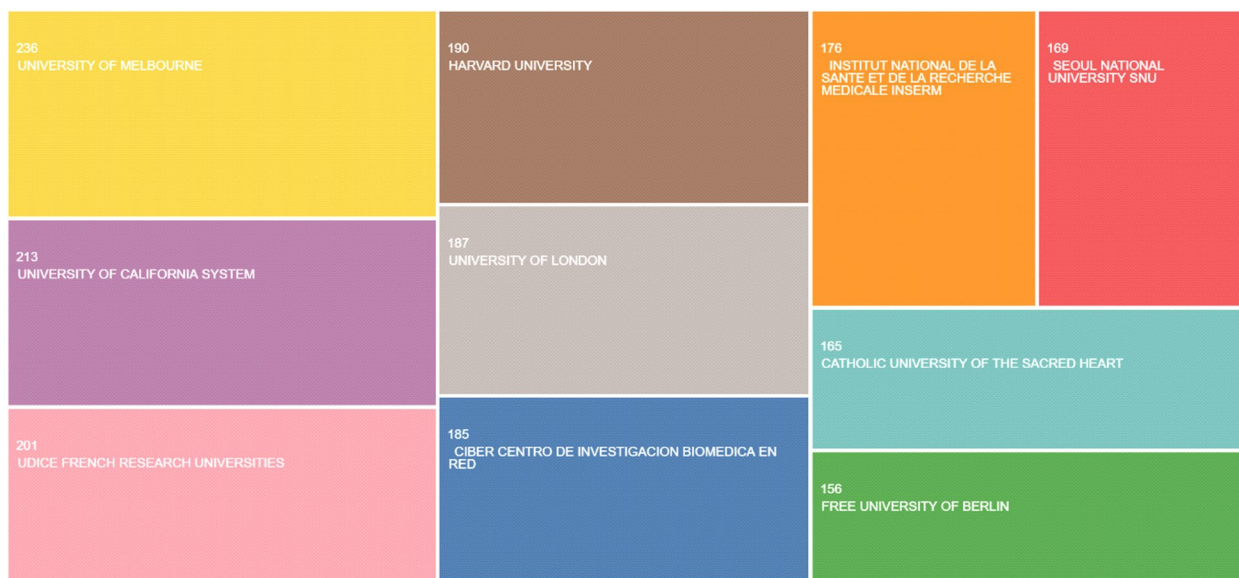 236
UNIVERSITY OF MELBOURNE
213
UNIVERSITY OF CALIFORNIA SYSTEM
201
UDICE FRENCH RESEARCH UNIVERSITIES
190
HARVARD UNIVERSITY
187
UNIVERSITY OF LONDON
185
CIBER CENTRO DE INVESTIGACION BIOMEDICA EN
RED
176
INSTITUT NATIONAL DE LA
SANTE ET DE LA RECHERCHE
MEDICALE INSERM
169
SEOUL NATIONAL
UNIVERSITY SNU
165
CATHOLIC UNIVERSITY OF THE SACRED HEART
156
FREE UNIVERSITY OF BERLIN